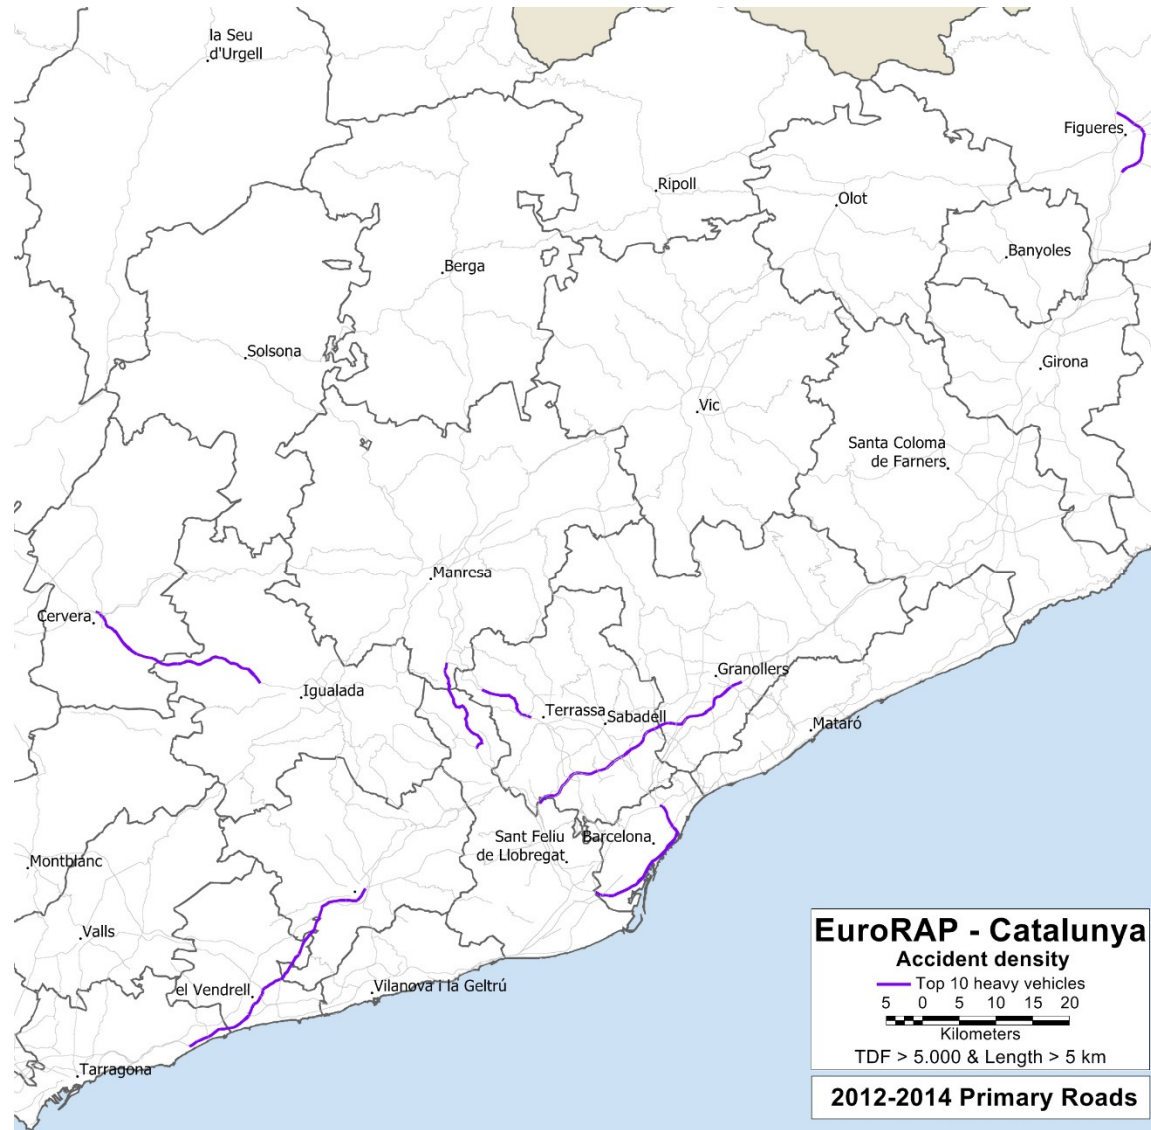 la Seu
d'Urgell
Figueres
Ripoll
Olot
Banyoles
Berga
Solsona
Girona
Vic
Santa Coloma
de Farners
Manresa
Cervera
Granollers
Igualada
Terrassa
Sabadell
Mataró
Sant Feliu
de Llobregat
Barcelona
Montblanc
Valls
el Vendrell
Vilanova i la Geltrú
Tarragona
EuroRAP - Catalunya
Accident density
Top 10 heavy vehicles
5 0 5 10 15 20
Kilometers
TDF > 5.000 & Length > 5 km
2012-2014 Primary Roads